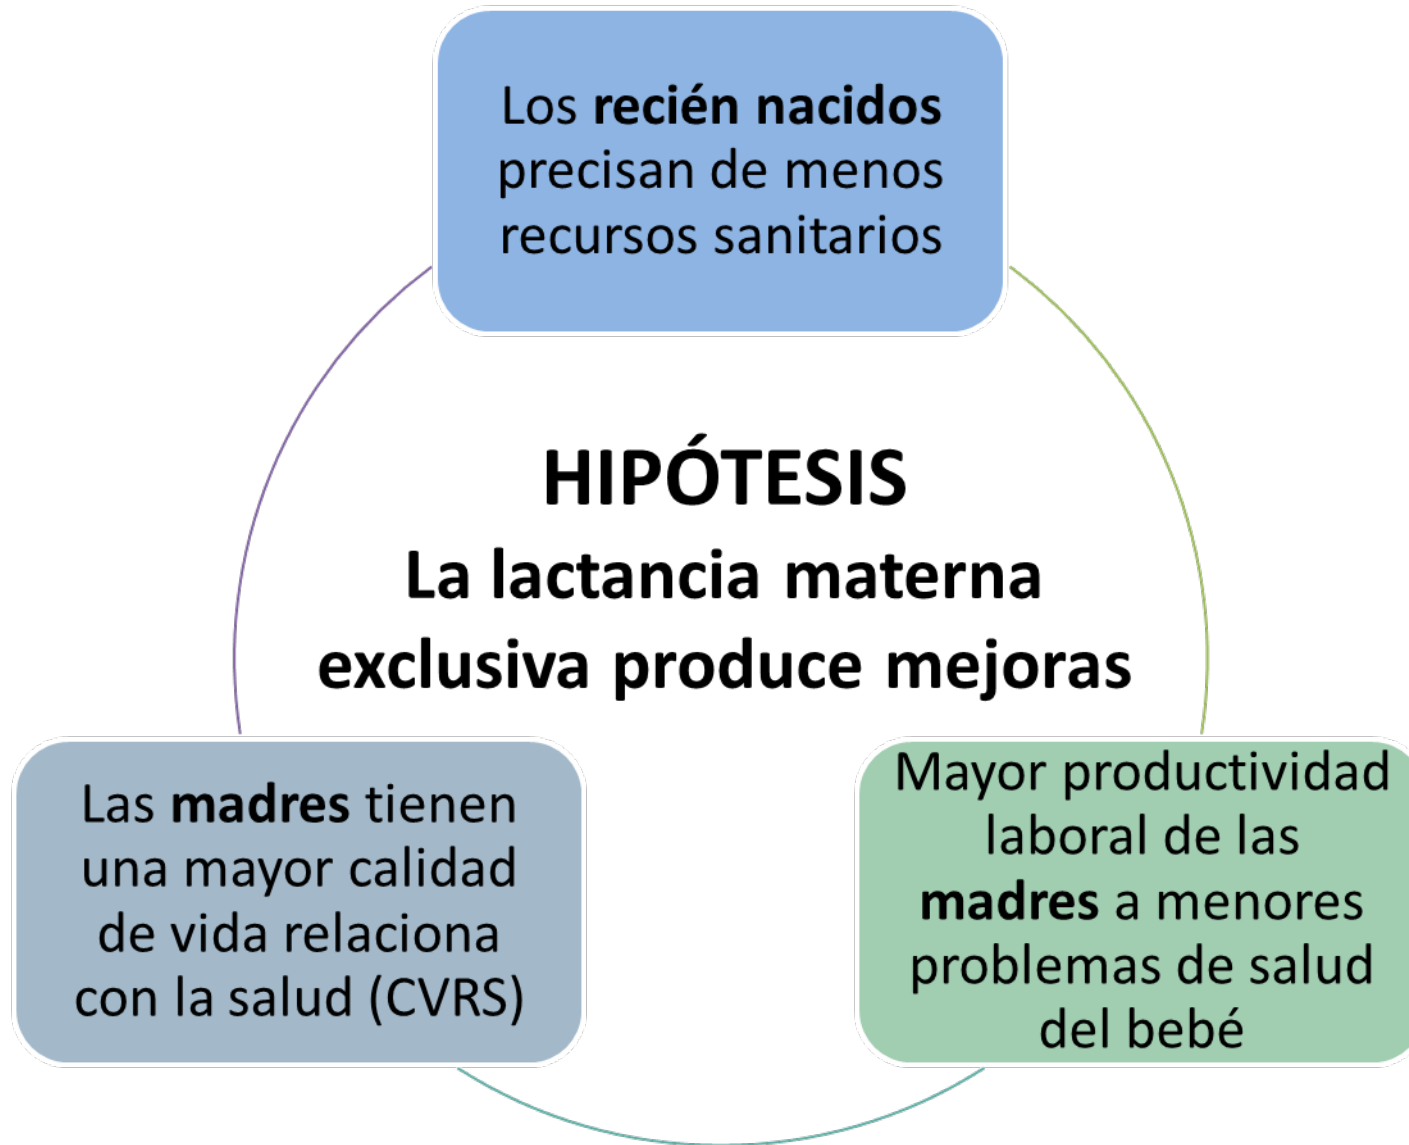 Los recién nacidos
precisan de menos
recursos sanitarios
HIPÓTESIS
La lactancia materna
exclusiva produce mejoras
Las madres tienen
una mayor calidad
de vida relaciona
con la salud (CVRS)
Mayor productividad
laboral de las
madres a menores
problemas de salud
del bebé